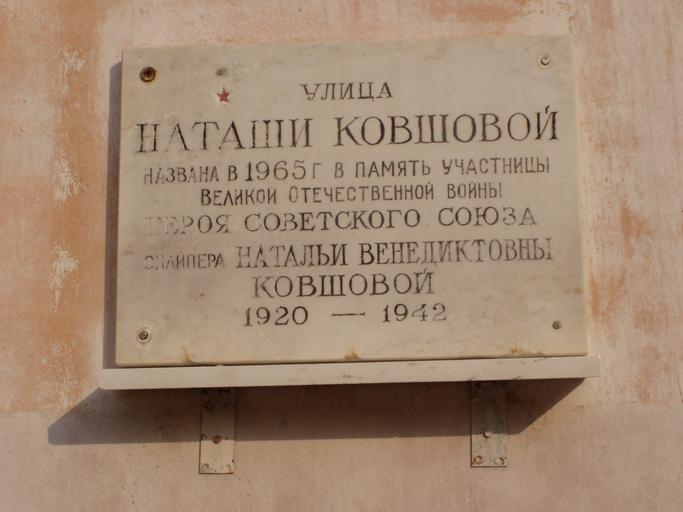 УЛИЦА
НАТАШИ КОВШОВОЙ
НАЗВАНА В 1965 Г. В ПАМЯТЬ УЧАСТНИЦЫ
ВЕЛИКОЙ ОТЕЧЕСТВЕННОЙ ВОЙНЫ
ГЕРОЯ СОВЕТСКОГО СОЮЗА
СНАЙПЕРА НАТАЛЬИ ВЕНЕДИКТОВНЫ
КОВШОВОЙ
1920 — 1942